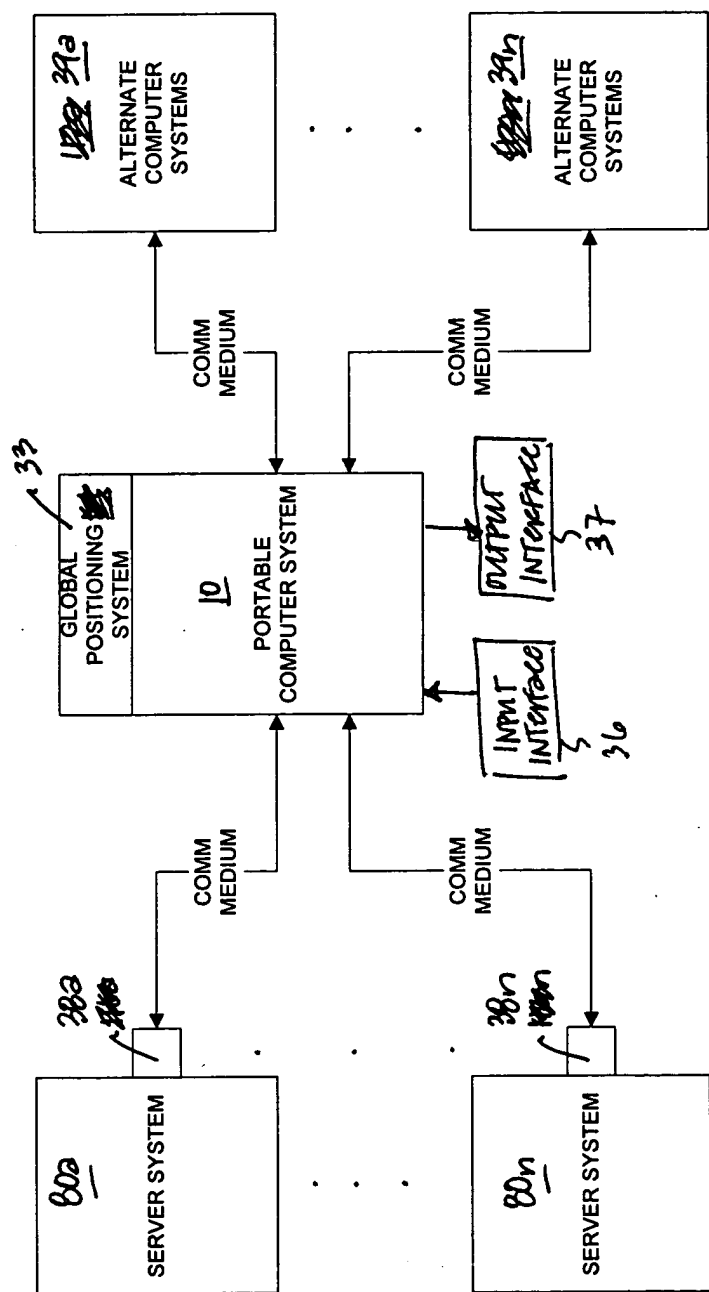 39a
ALTERNATE
COMPUTER
SYSTEMS
39n
ALTERNATE
COMPUTER
SYSTEMS
COMM
MEDIUM
COMM
MEDIUM
33
GLOBAL
POSITIONING
SYSTEM
10
PORTABLE
COMPUTER SYSTEM
INPUT
INTERFACE
36
OUTPUT
INTERFACE
37
COMM
MEDIUM
COMM
MEDIUM
38a
38n
80a
SERVER SYSTEM
80n
SERVER SYSTEM